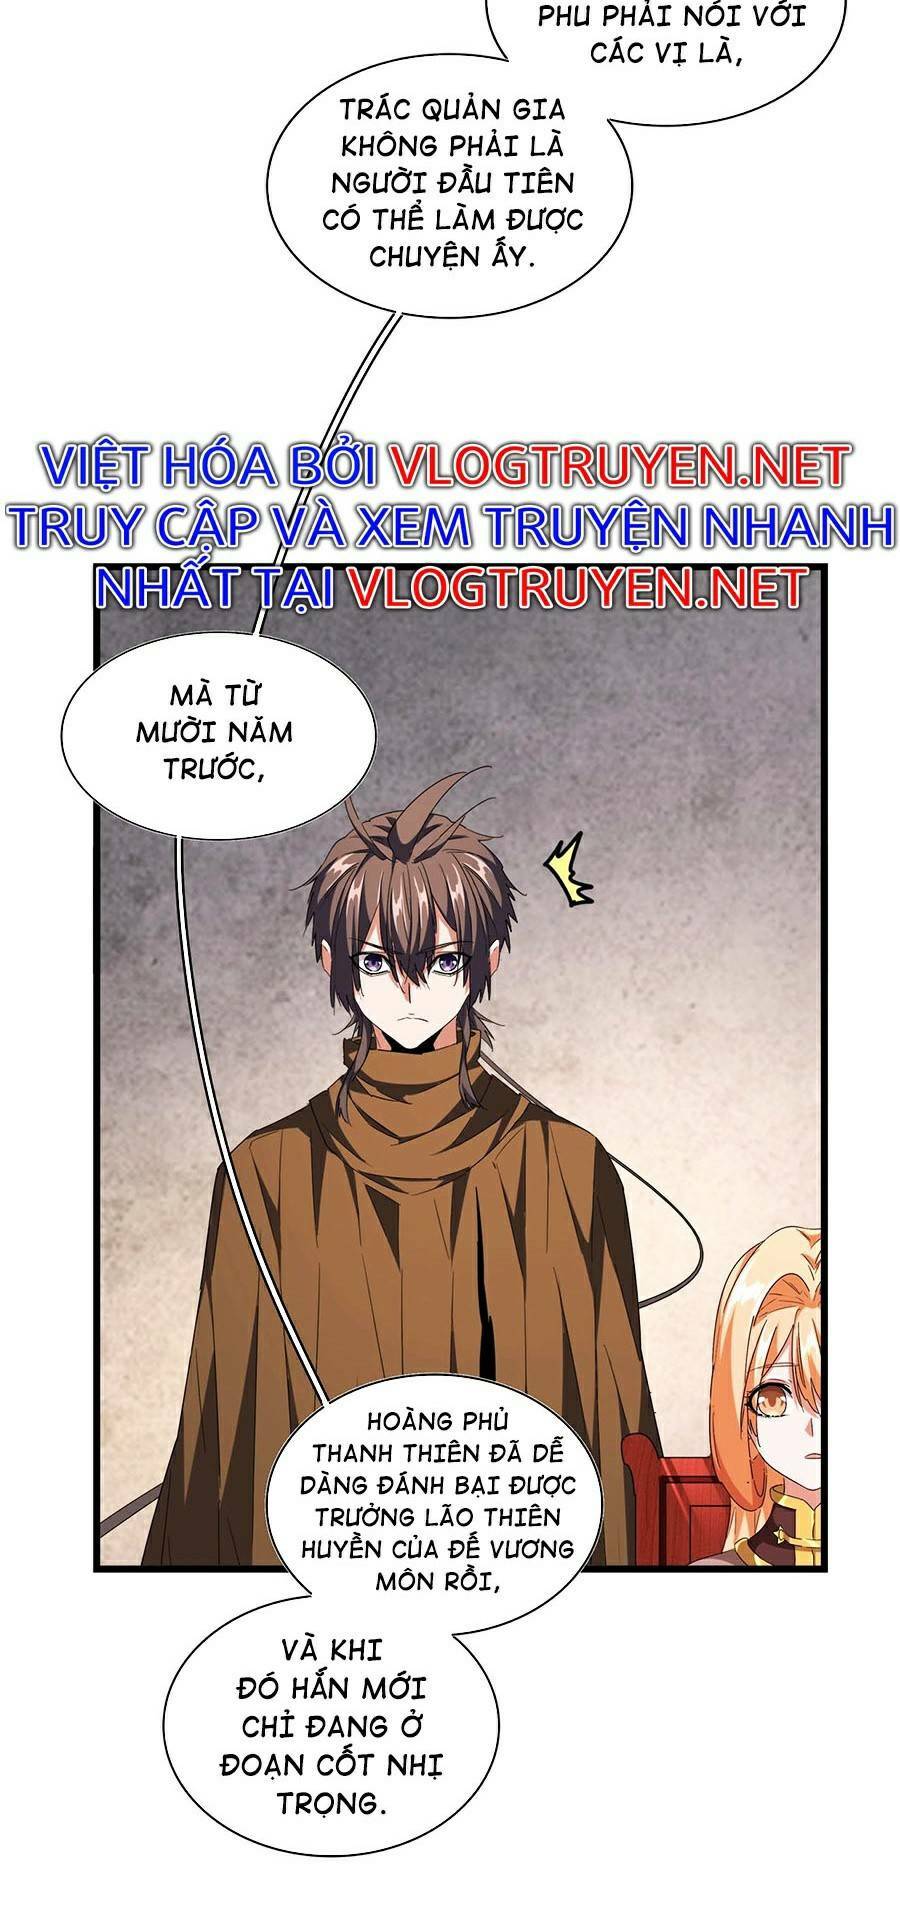 PHU PHẢI NÓI VỚI
CÁC VỊ LÀ,
TRÁC QUẢN GIA
KHÔNG PHẢI LÀ
NGƯỜI ĐẦU TIÊN
CÓ THỂ LÀM ĐƯỢC
CHUYỆN ẤY.
VIỆT HÓA BỞI VLOGTRUYEN.NET
TRUY CẬP VÀ XEM TRUYỆN NHANH
NHẤT TẠI VLOGTRUYEN.NET
MÀ TỪ
MƯỜI NĂM
TRƯỚC,
HOÀNG PHỦ
THANH THIÊN ĐÃ DỄ
DÀNG ĐÁNH BẠI ĐƯỢC
TRƯỞNG LÃO THIÊN
HUYỀN CỦA ĐẾ VƯƠNG
MÔN RỒI,
VÀ KHI
ĐÓ HẮN MỚI
CHỈ ĐANG Ở
ĐOẠN CỐT NHỊ
TRỌNG.